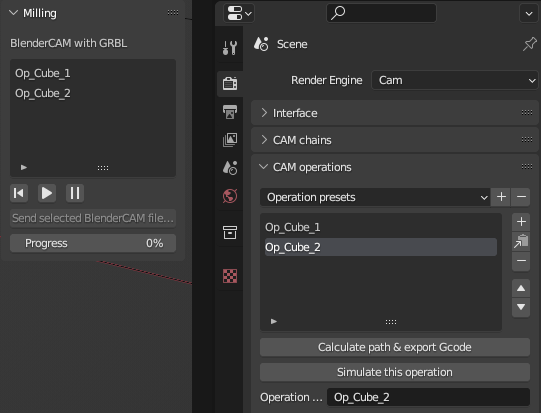 Milling
BlenderCAM with GRBL
Op_Cube_1
Op_Cube_2
Send selected BlenderCAM file...
Progress 0%
Scene
Render Engine Cam
Interface
CAM chains
CAM operations
Operation presets
Op_Cube_1
Op_Cube_2
Calculate path & export Gcode
Simulate this operation
Operation ... Op_Cube_2